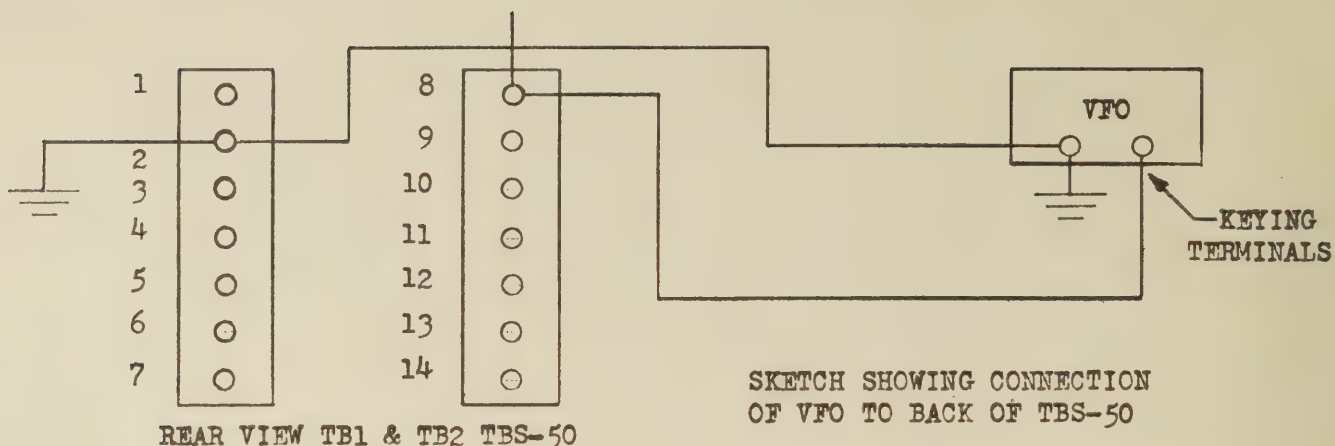 1
2
3
4
5
6
7
8
9
10
11
12
13
14
VFO
KEYING
TERMINALS
SKETCH SHOWING CONNECTION
OF VFO TO BACK OF TBS-50
REAR VIEW TB1 & TB2 TBS-50